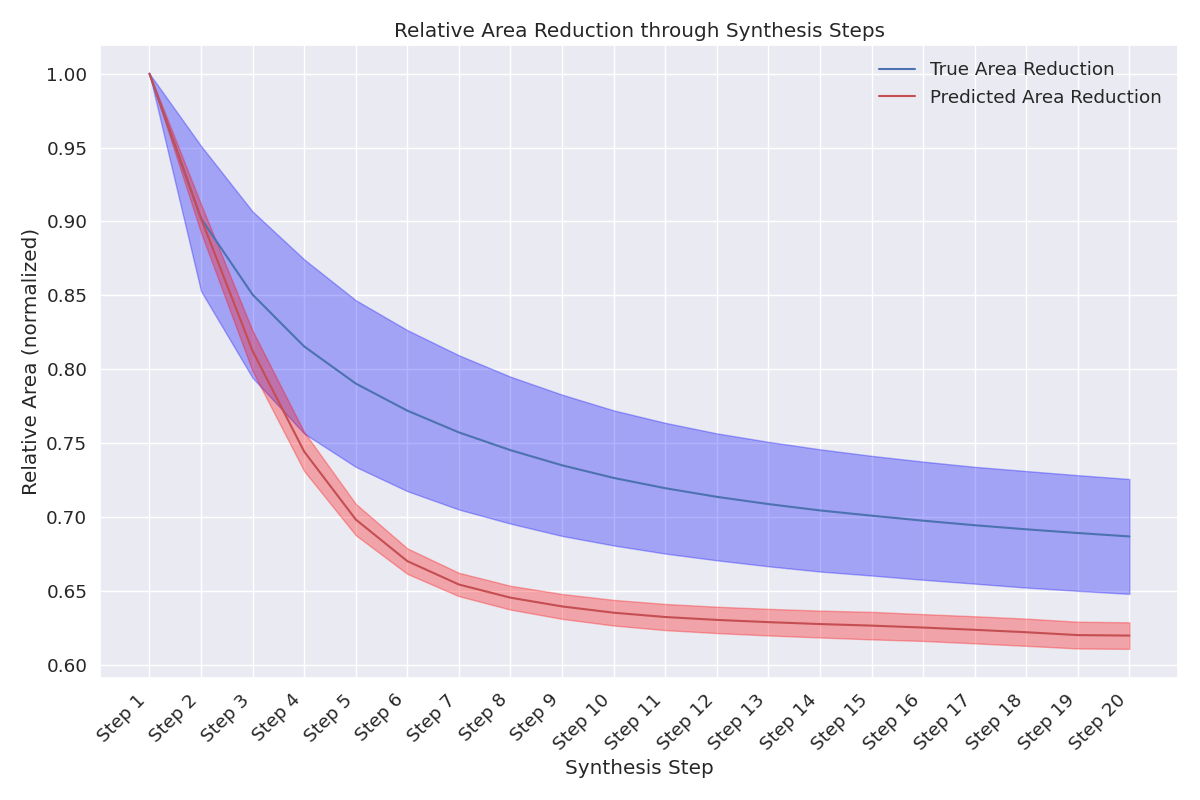 Relative Area Reduction through Synthesis Steps
True Area Reduction
Predicted Area Reduction
Relative Area (normalized)
1.00
0.95
0.90
0.85
0.80
0.75
0.70
0.65
0.60
Step 1
Step 2
Step 3
Step 4
Step 5
Step 6
Step 7
Step 8
Step 9
Step 10
Step 11
Step 12
Step 13
Step 14
Step 15
Step 16
Step 17
Step 18
Step 19
Step 20
Synthesis Step